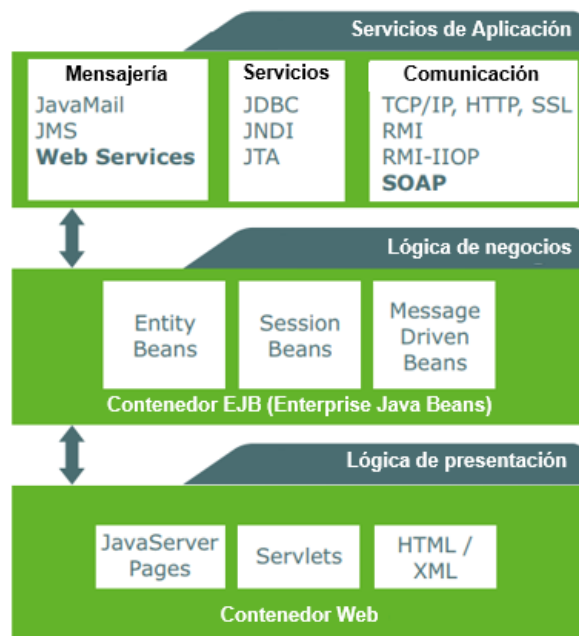 Servicios de Aplicación
Mensajería
JavaMail
JMS
Web Services
Servicios
JDBC
JNDI
JTA
Comunicación
TCP/IP, HTTP, SSL
RMI
RMI-IIOP
SOAP
Lógica de negocios
Entity
Beans
Session
Beans
Message
Driven
Beans
Contenedor EJB (Enterprise Java Beans)
Lógica de presentación
JavaServer
Pages
Servlets
HTML /
XML
Contenedor Web